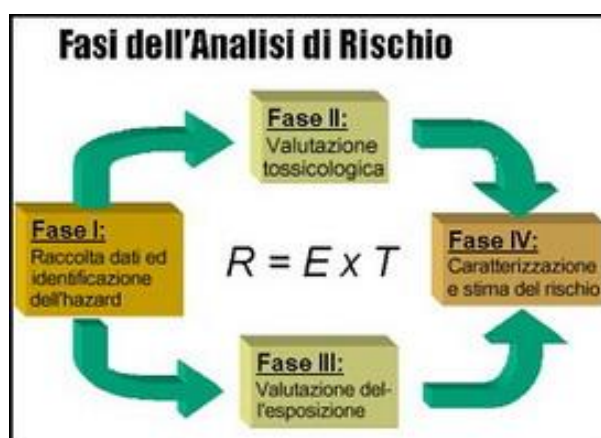 Fasi dell'Analisi di Rischio
Fase I:
Raccolta dati ed
identificazione
dell'hazard
Fase II:
Valutazione
tossicologica
R = E x T
Fase III:
Valutazione del-
l'esposizione
Fase IV:
Caratterizzazione
e stima del rischio